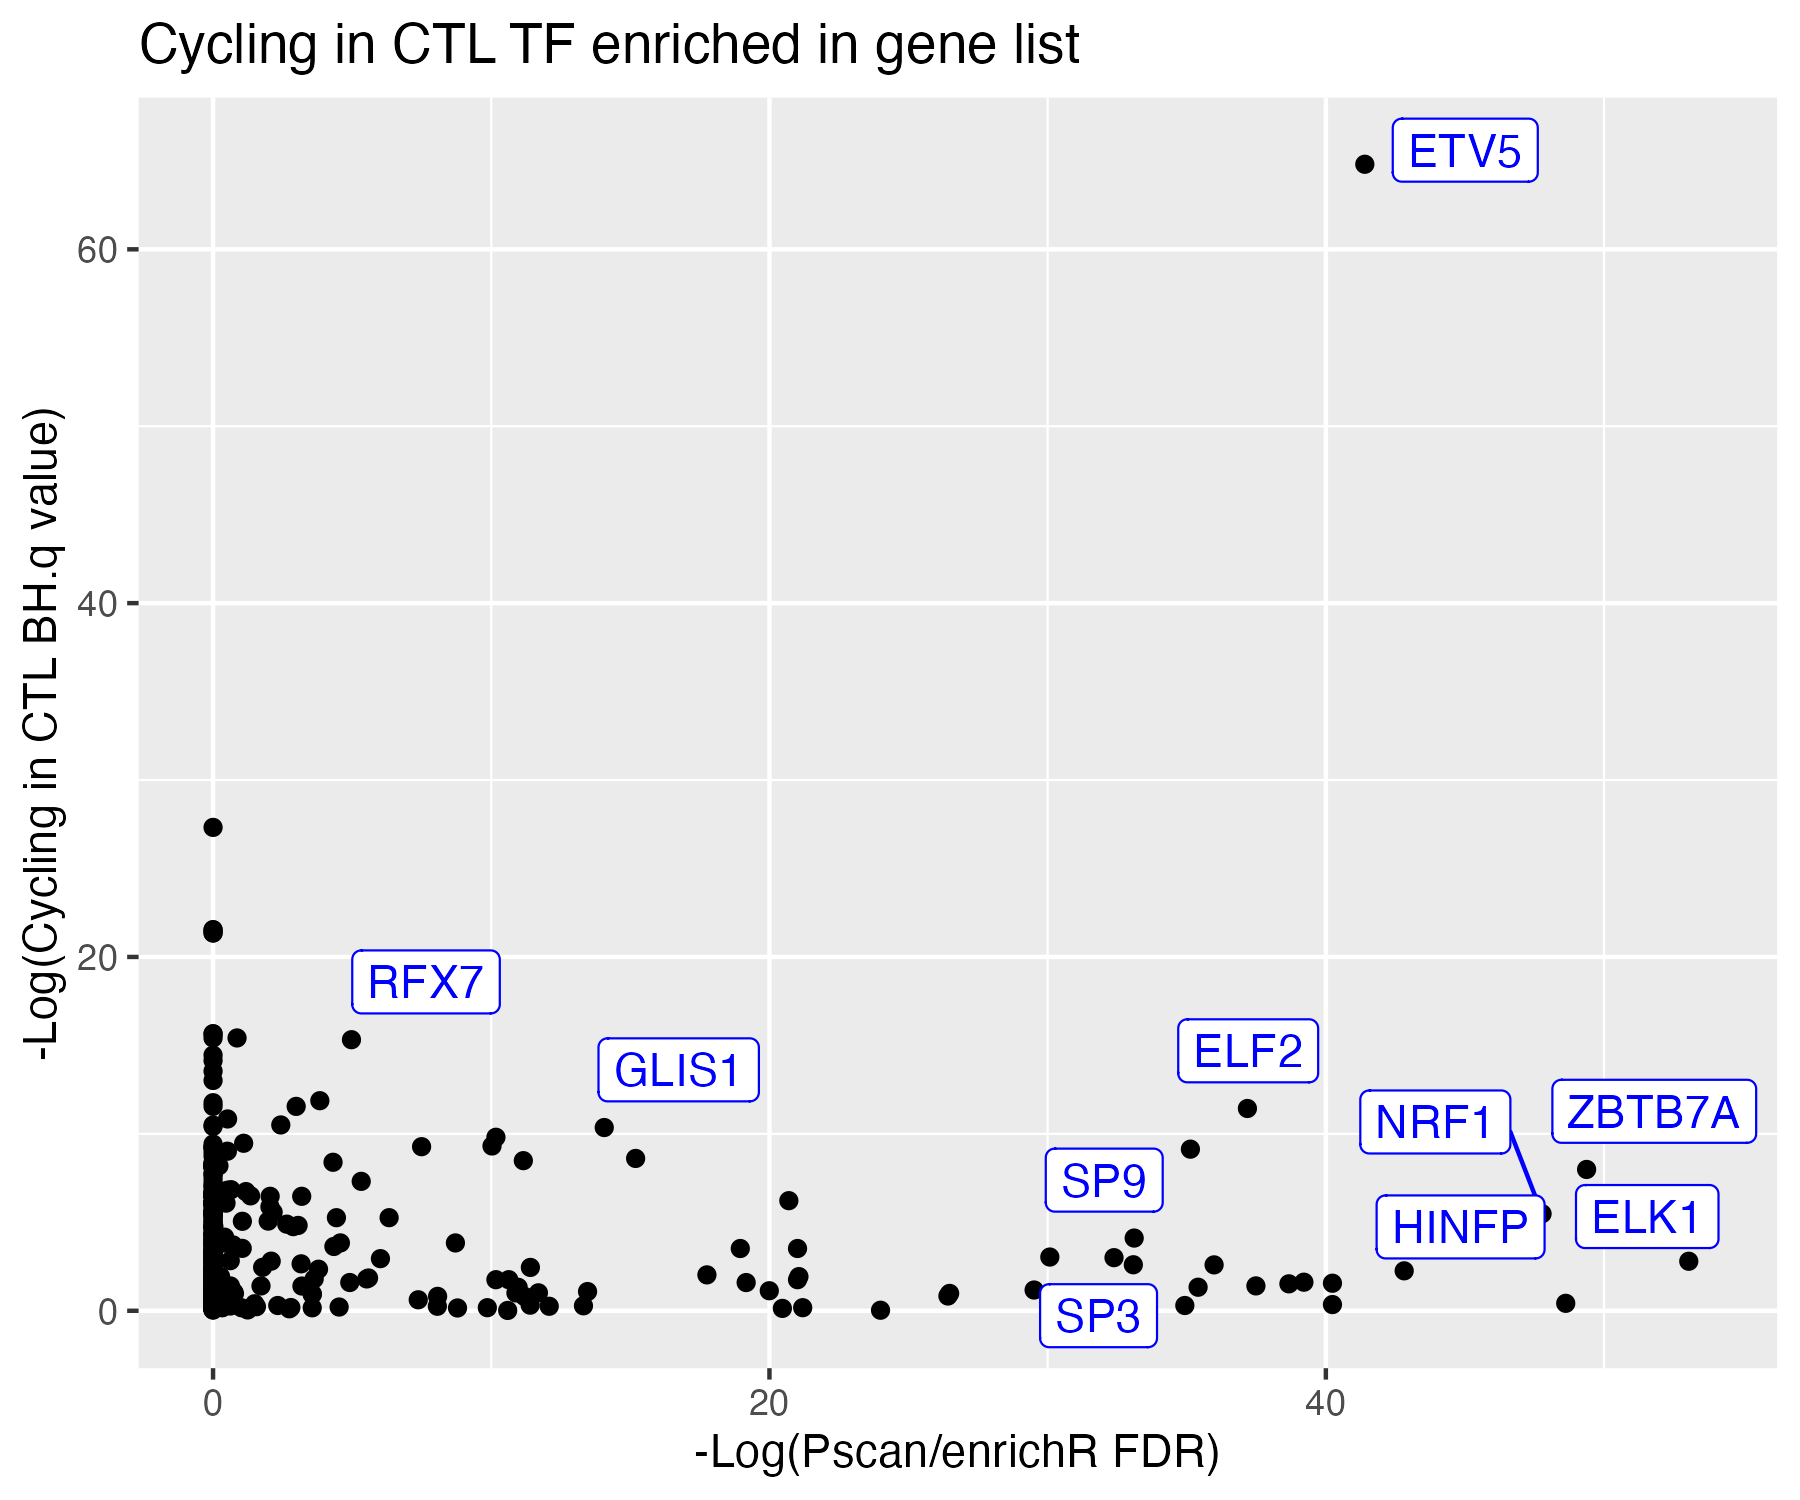 Cycling in CTL TF enriched in gene list
-Log(Cycling in CTL BH.q value)
60
40
20
0
ETV5
RFX7
GLIS1
ELF2
NRF1
ZBTB7A
SP9
HINFP
ELK1
SP3
0
20
40
-Log(Pscan/enrichR FDR)